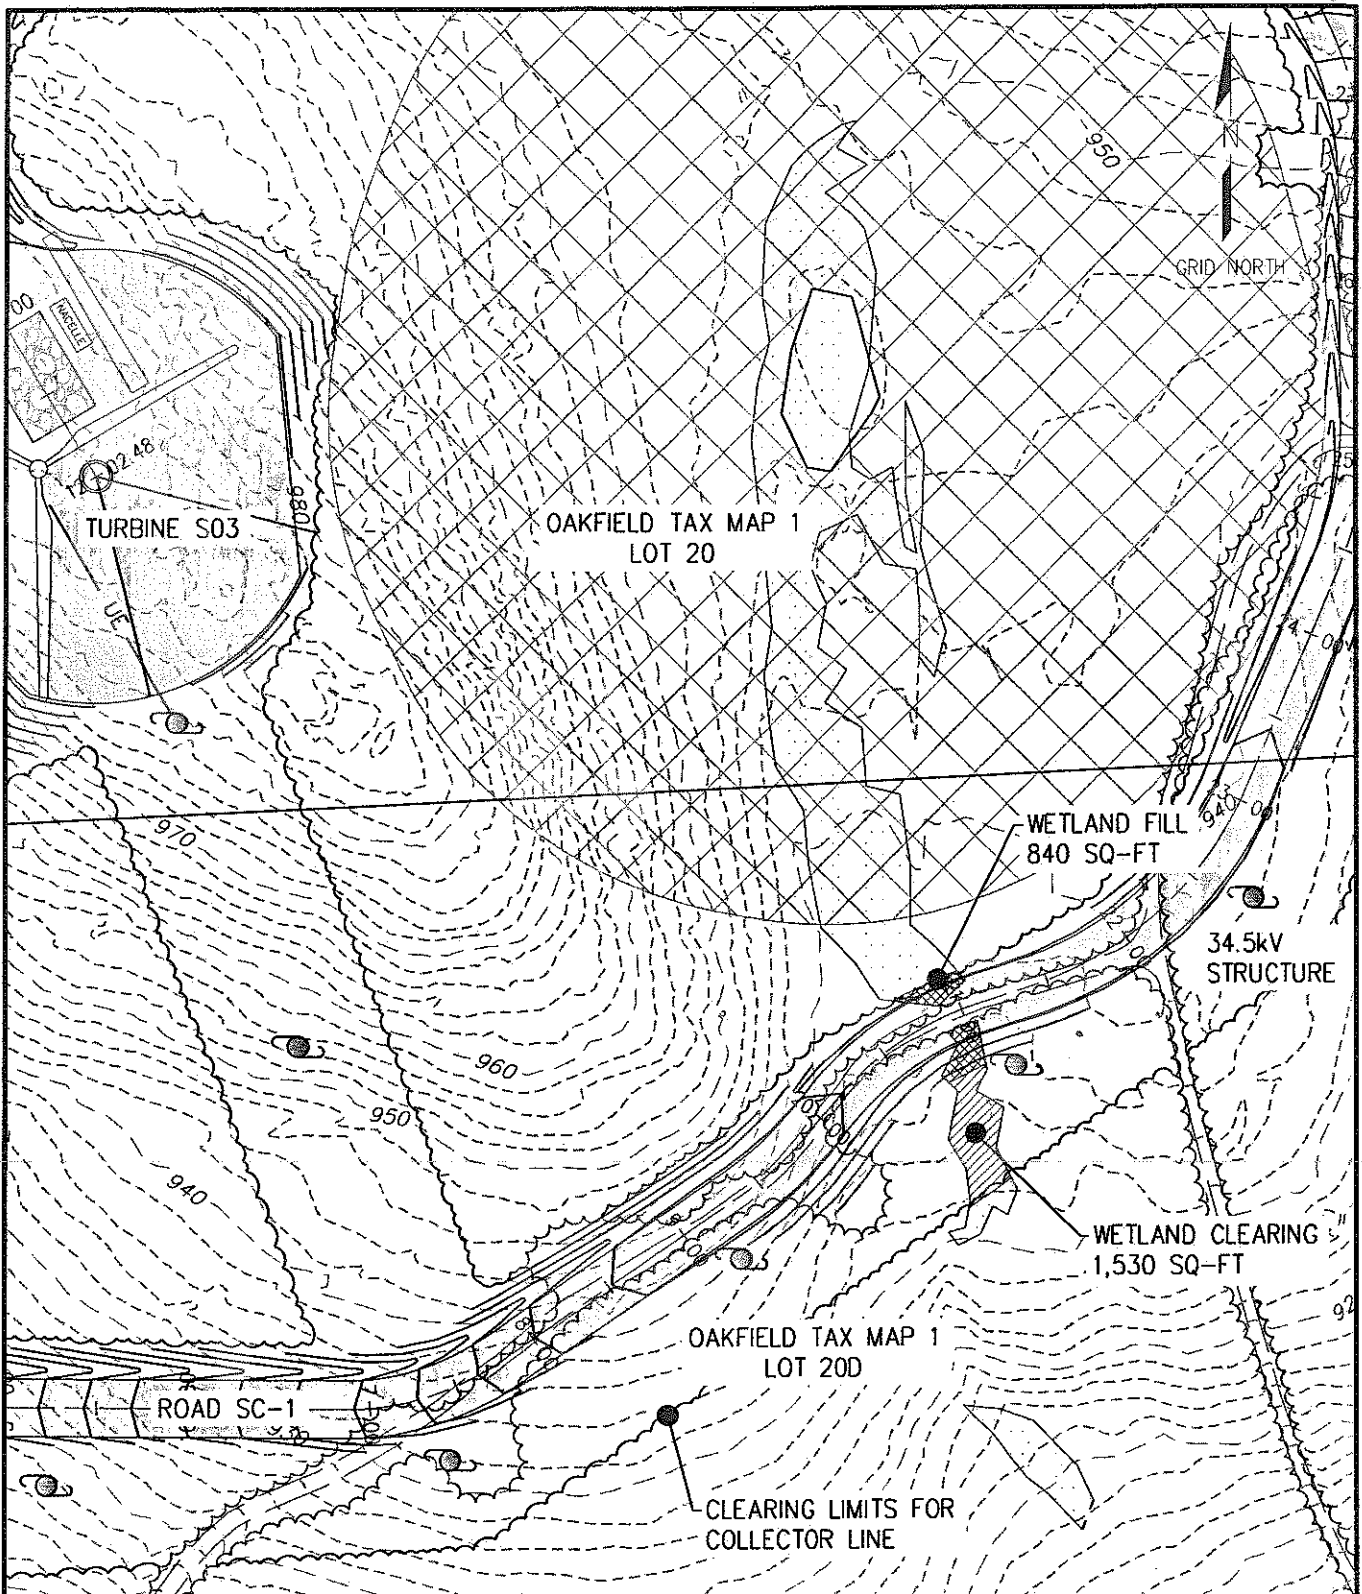 950
N
GRID NORTH
00
NACELLE
980
TURBINE S03
OAKFIELD TAX MAP 1
LOT 20
UE
970
WETLAND FILL
840 SQ-FT
940
34.5kV
STRUCTURE
960
950
940
WETLAND CLEARING
1,530 SQ-FT
OAKFIELD TAX MAP 1
LOT 20D
ROAD SC-1
CLEARING LIMITS FOR
COLLECTOR LINE